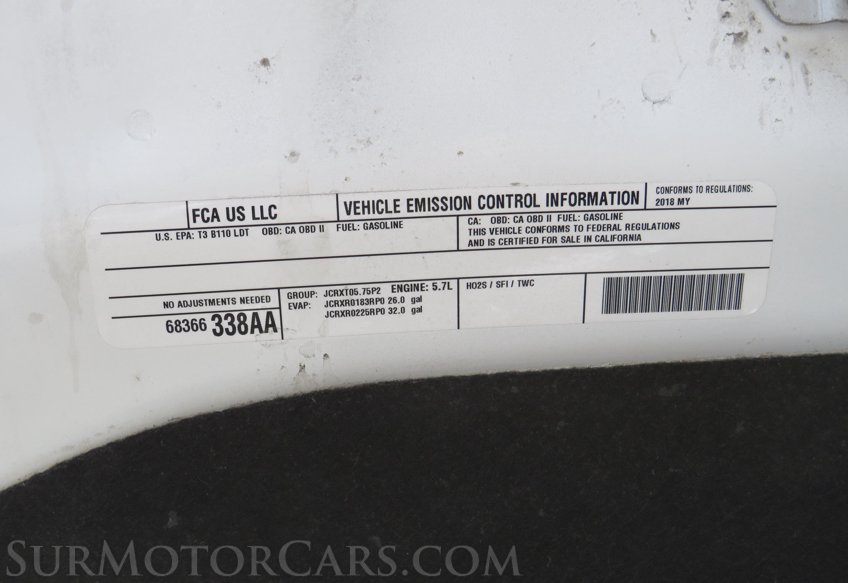 FCA US LLC
VEHICLE EMISSION CONTROL INFORMATION
CONFORMS TO REGULATIONS:
2018 MY
U.S. EPA: T3 B110 LDT OBD: CA OBD II FUEL: GASOLINE
CA: OBD: CA OBD II FUEL: GASOLINE
THIS VEHICLE CONFORMS TO FEDERAL REGULATIONS
AND IS CERTIFIED FOR SALE IN CALIFORNIA
NO ADJUSTMENTS NEEDED
68366 338AA
GROUP: JCRXT05.75P2 ENGINE: 5.7L
EVAP: JCRXR0183RP0 26.0 gal
JCRXR0225RP0 32.0 gal
HO2S / SFI / TWC
SURMOTORCARS.COM